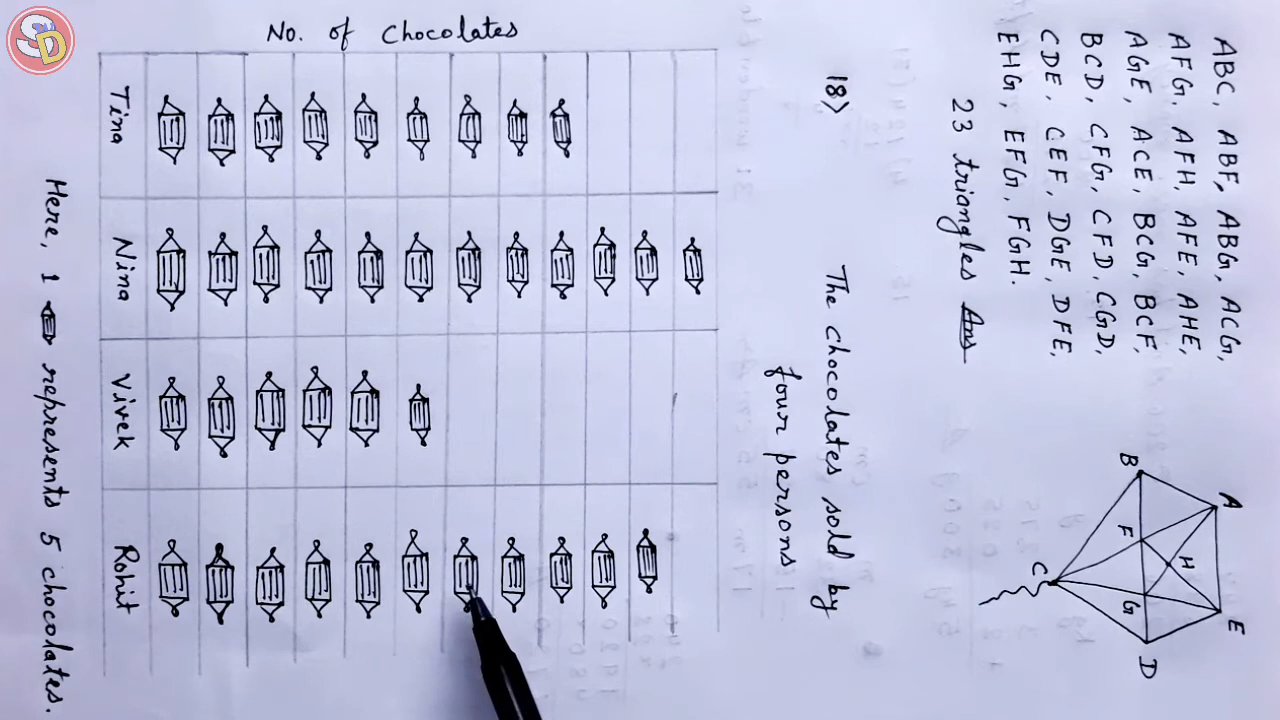 SD
ABC, ABF, ABG, ACG,
AFG, AFH, AFE, AHE,
AGE, ACE, BCG, BCF,
BCD, CFG, CFD, CGD,
CDE, CEF, DGE, DFE,
EHG, EFG, FGH.
23 triangles Ans
A
B
C
D
E
F
G
H
18) The chocolates sold by
four persons
No. of Chocolates
Tina
Nina
Vivek
Rohit
Here, 1 represents 5 chocolates.